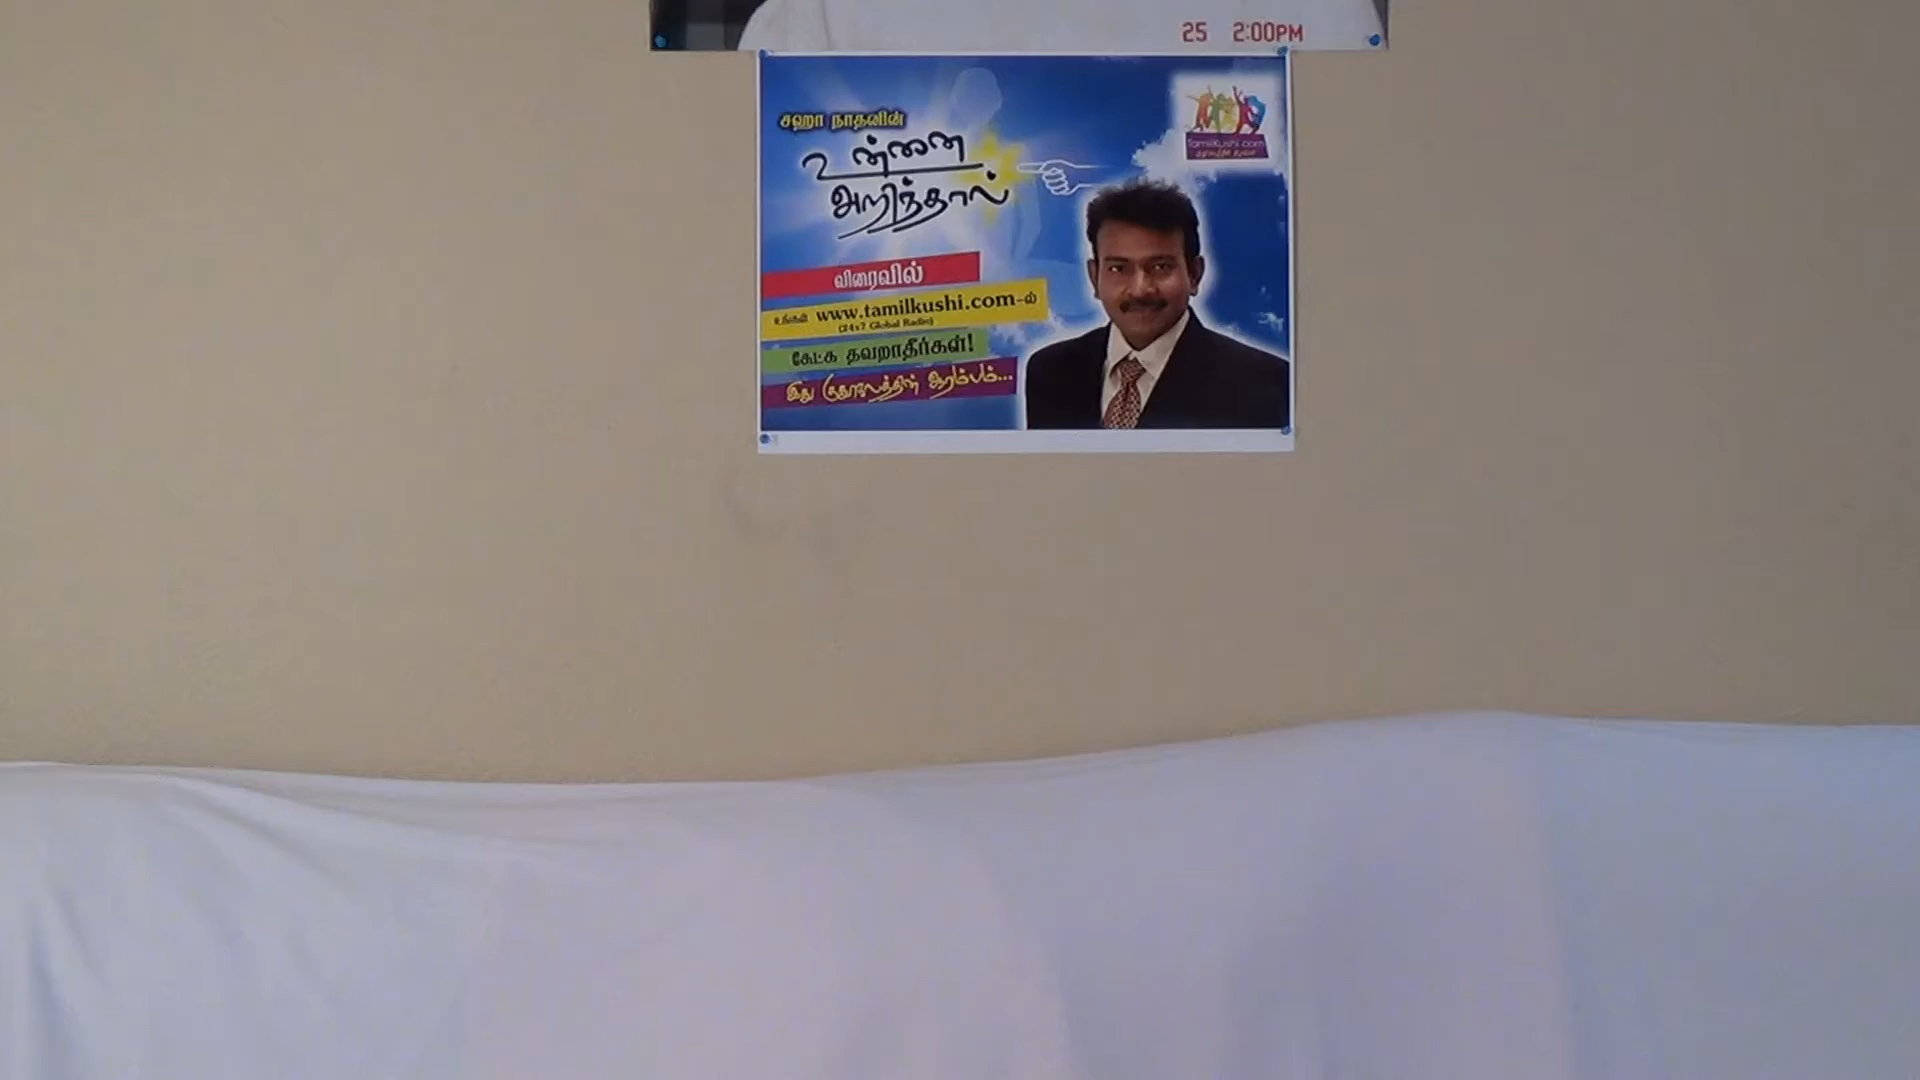 25 2:00PM
சஹா நாதனின்
உன்னை
அறிந்தால்
TamilKushi.com
விரைவில்
உங்கள் www.tamilkushi.com-ல்
(24x7 Global Radio)
கேட்க தவறாதீர்கள்!
இது குதூகலத்தின் ஆரம்பம்...